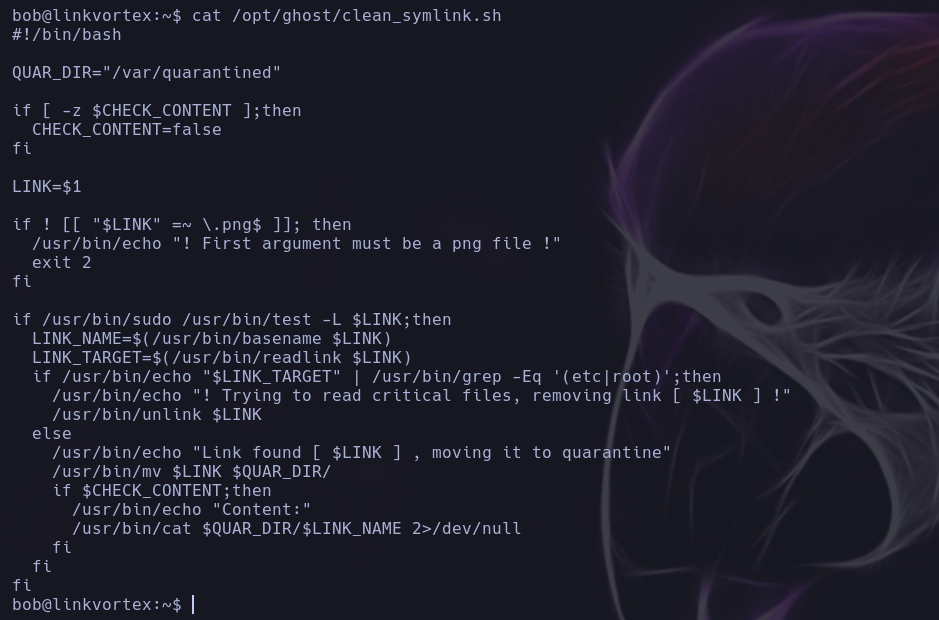 bob@linkvortex:~$ cat /opt/ghost/clean_symlink.sh
#!/bin/bash

QUAR_DIR="/var/quarantined"

if [ -z $CHECK_CONTENT ];then
  CHECK_CONTENT=false
fi

LINK=$1

if ! [[ "$LINK" =~ \.png$ ]]; then
  /usr/bin/echo "! First argument must be a png file !"
  exit 2
fi

if /usr/bin/sudo /usr/bin/test -L $LINK;then
  LINK_NAME=$(/usr/bin/basename $LINK)
  LINK_TARGET=$(/usr/bin/readlink $LINK)
  if /usr/bin/echo "$LINK_TARGET" | /usr/bin/grep -Eq '(etc|root)';then
    /usr/bin/echo "! Trying to read critical files, removing link [ $LINK ] !"
    /usr/bin/unlink $LINK
  else
    /usr/bin/echo "Link found [ $LINK ] , moving it to quarantine"
    /usr/bin/mv $LINK $QUAR_DIR/
    if $CHECK_CONTENT;then
      /usr/bin/echo "Content:"
      /usr/bin/cat $QUAR_DIR/$LINK_NAME 2>/dev/null
    fi
  fi
fi
bob@linkvortex:~$